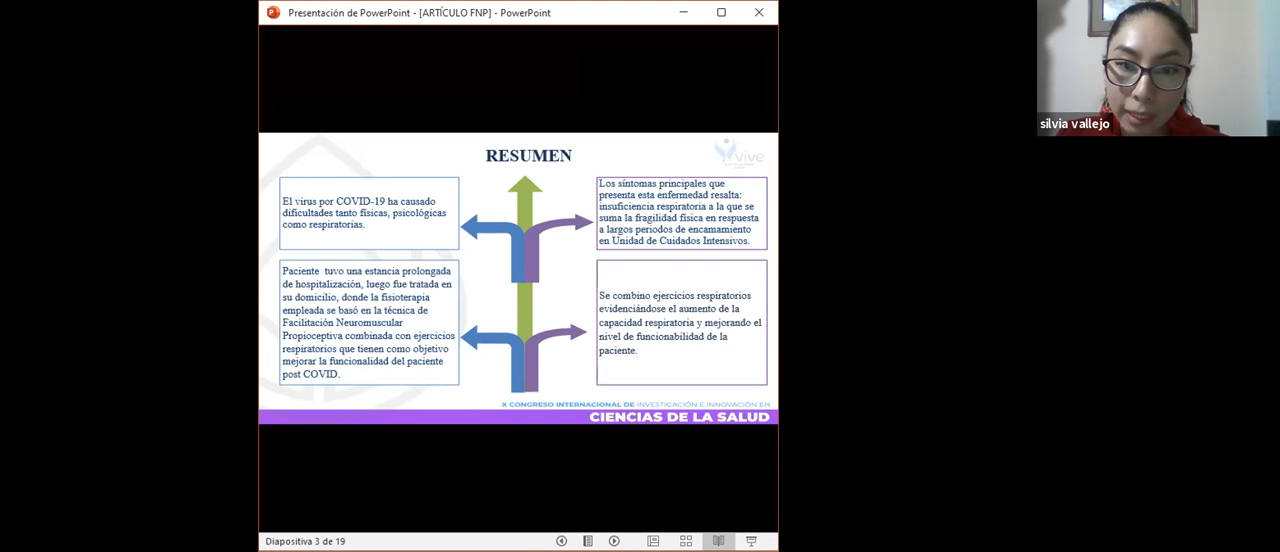 Presentación de PowerPoint - [ARTÍCULO FNP] - PowerPoint
silvia vallejo
RESUMEN
vive
El virus por COVID-19 ha causado
dificultades tanto físicas, psicológicas
como respiratorias.
Los síntomas principales que
presenta esta enfermedad resalta:
insuficiencia respiratoria a la que se
suma la fragilidad física en respuesta
a largos periodos de encamamiento
en Unidad de Cuidados Intensivos.
Paciente tuvo una estancia prolongada
de hospitalización, luego fue tratada en
su domicilio, donde la fisioterapia
empleada se basó en la técnica de
Facilitación Neuromuscular
Propioceptiva combinada con ejercicios
respiratorios que tienen como objetivo
mejorar la funcionalidad del paciente
post COVID.
Se combino ejercicios respiratorios
evidenciándose el aumento de la
capacidad respiratoria y mejorando el
nivel de funcionabilidad de la
paciente.
X CONGRESO INTERNACIONAL DE INVESTIGACIÓN E INNOVACIÓN EN
CIENCIAS DE LA SALUD
Diapositiva 3 de 19